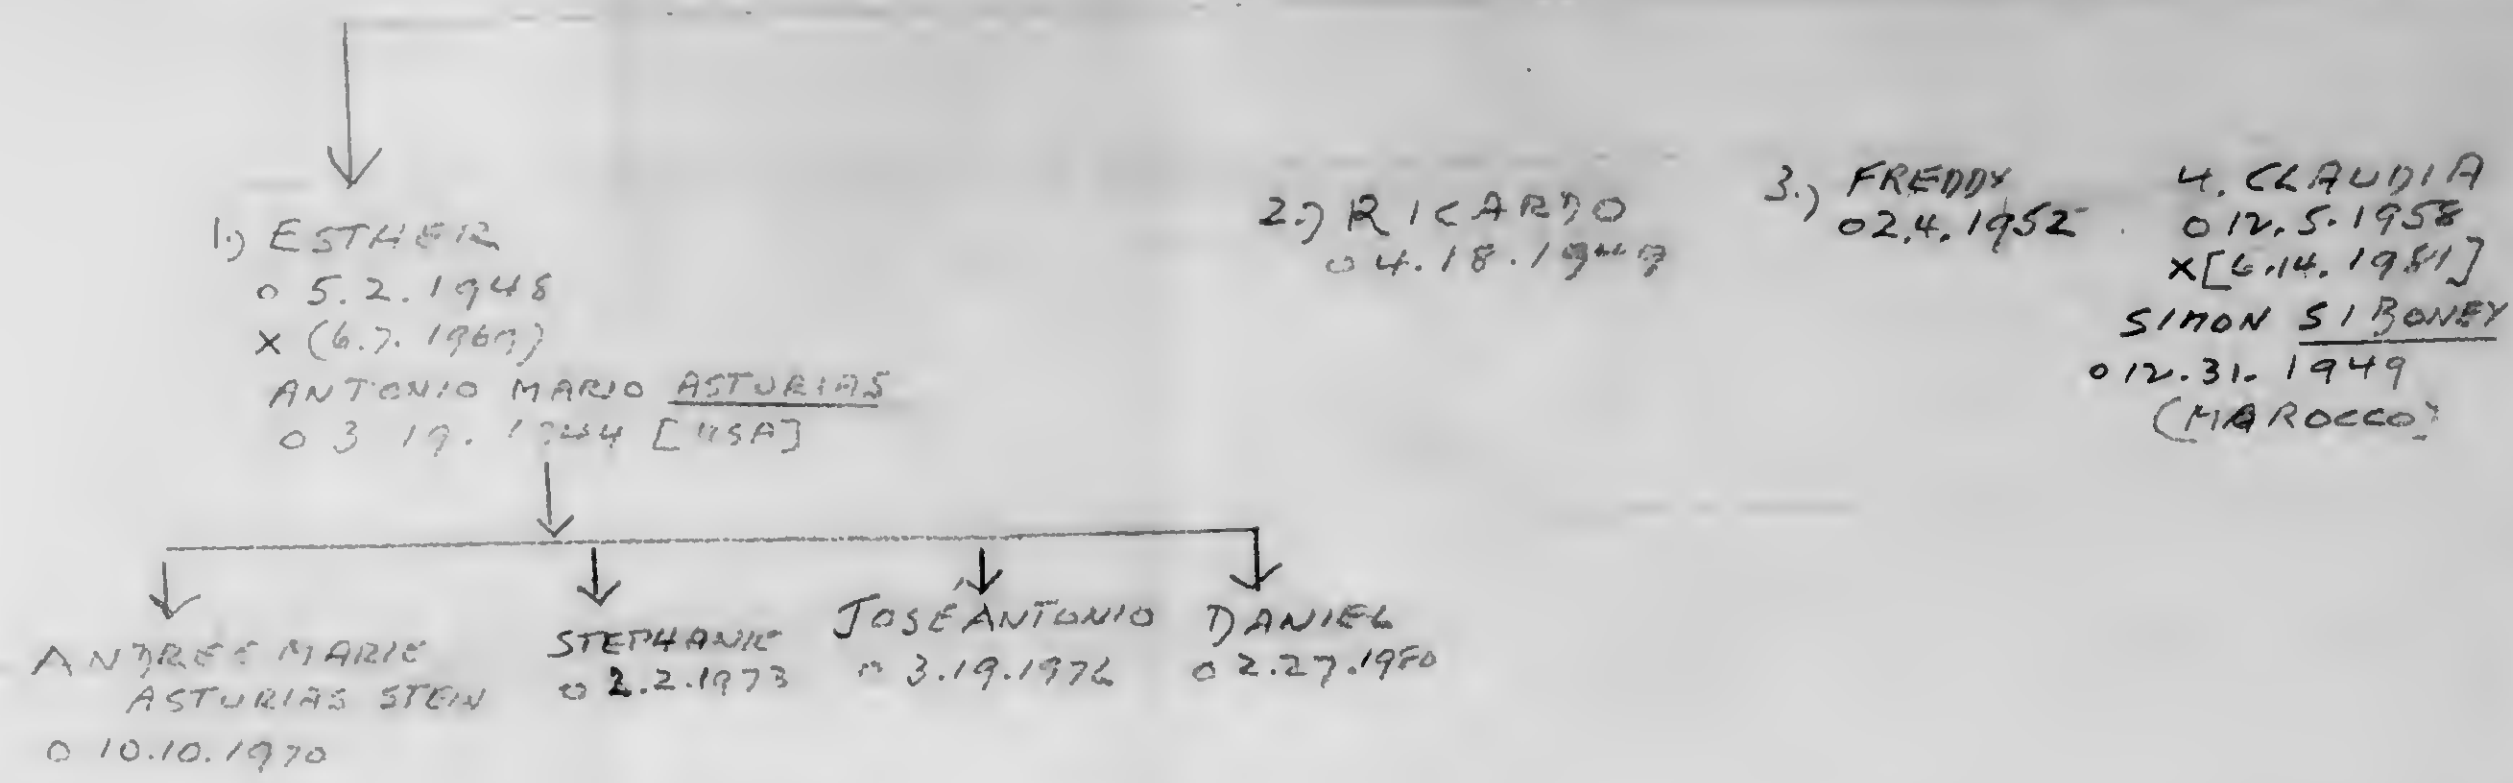 1.) ESTHER
o 5.2.1948
x (6.7.1969)
ANTONIO MARIO ASTURIAS
o 3 19. 1944 [USA]
2.) RICARDO
o 4.18.1949
3.) FREDDY
o 2.4.1952
4. CLAUDIA
o 12.5.1958
x [6.14.1981]
SIMON SIBONEY
o 12.31.1949
(MAROCCO)
ANDREE MARIE
ASTURIAS STEIN
o 10.10.1970
STEPHANIE
o 2.2.1973
JOSÉ ANTONIO
o 3.19.1976
DANIEL
o 2.27.1980